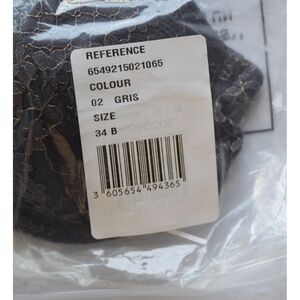 REFERENCE
6549215021065
COLOUR
02 GRIS
SIZE
34 B
3 605654 494365